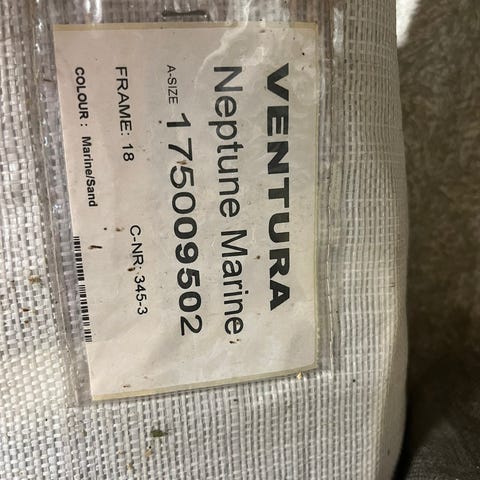 VENTURA
Neptune Marine
A-SIZE 175009502
FRAME: 18 C-NR: 345-3
COLOUR : Marine/Sand